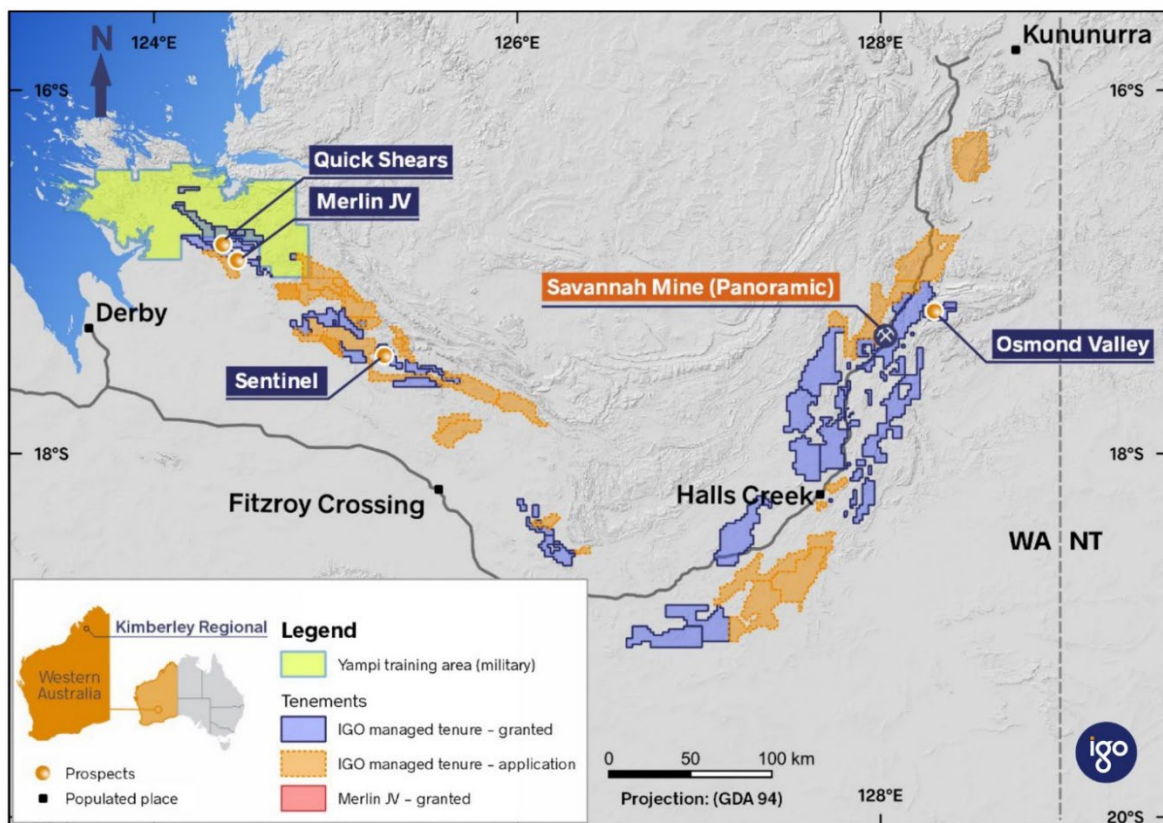 N
124°E
126°E
128°E
Kununurra
16°S
16°S
Quick Shears
Merlin JV
Savannah Mine (Panoramic)
Derby
Osmond Valley
Sentinel
18°S
18°S
Halls Creek
Fitzroy Crossing
WA NT
Kimberley Regional
Western
Australia
Prospects
Populated place
Legend
Yampi training area (military)
Tenements
IGO managed tenure – granted
IGO managed tenure – application
Merlin JV – granted
0 50 100 km
Projection: (GDA 94)
128°E
igo
20°S